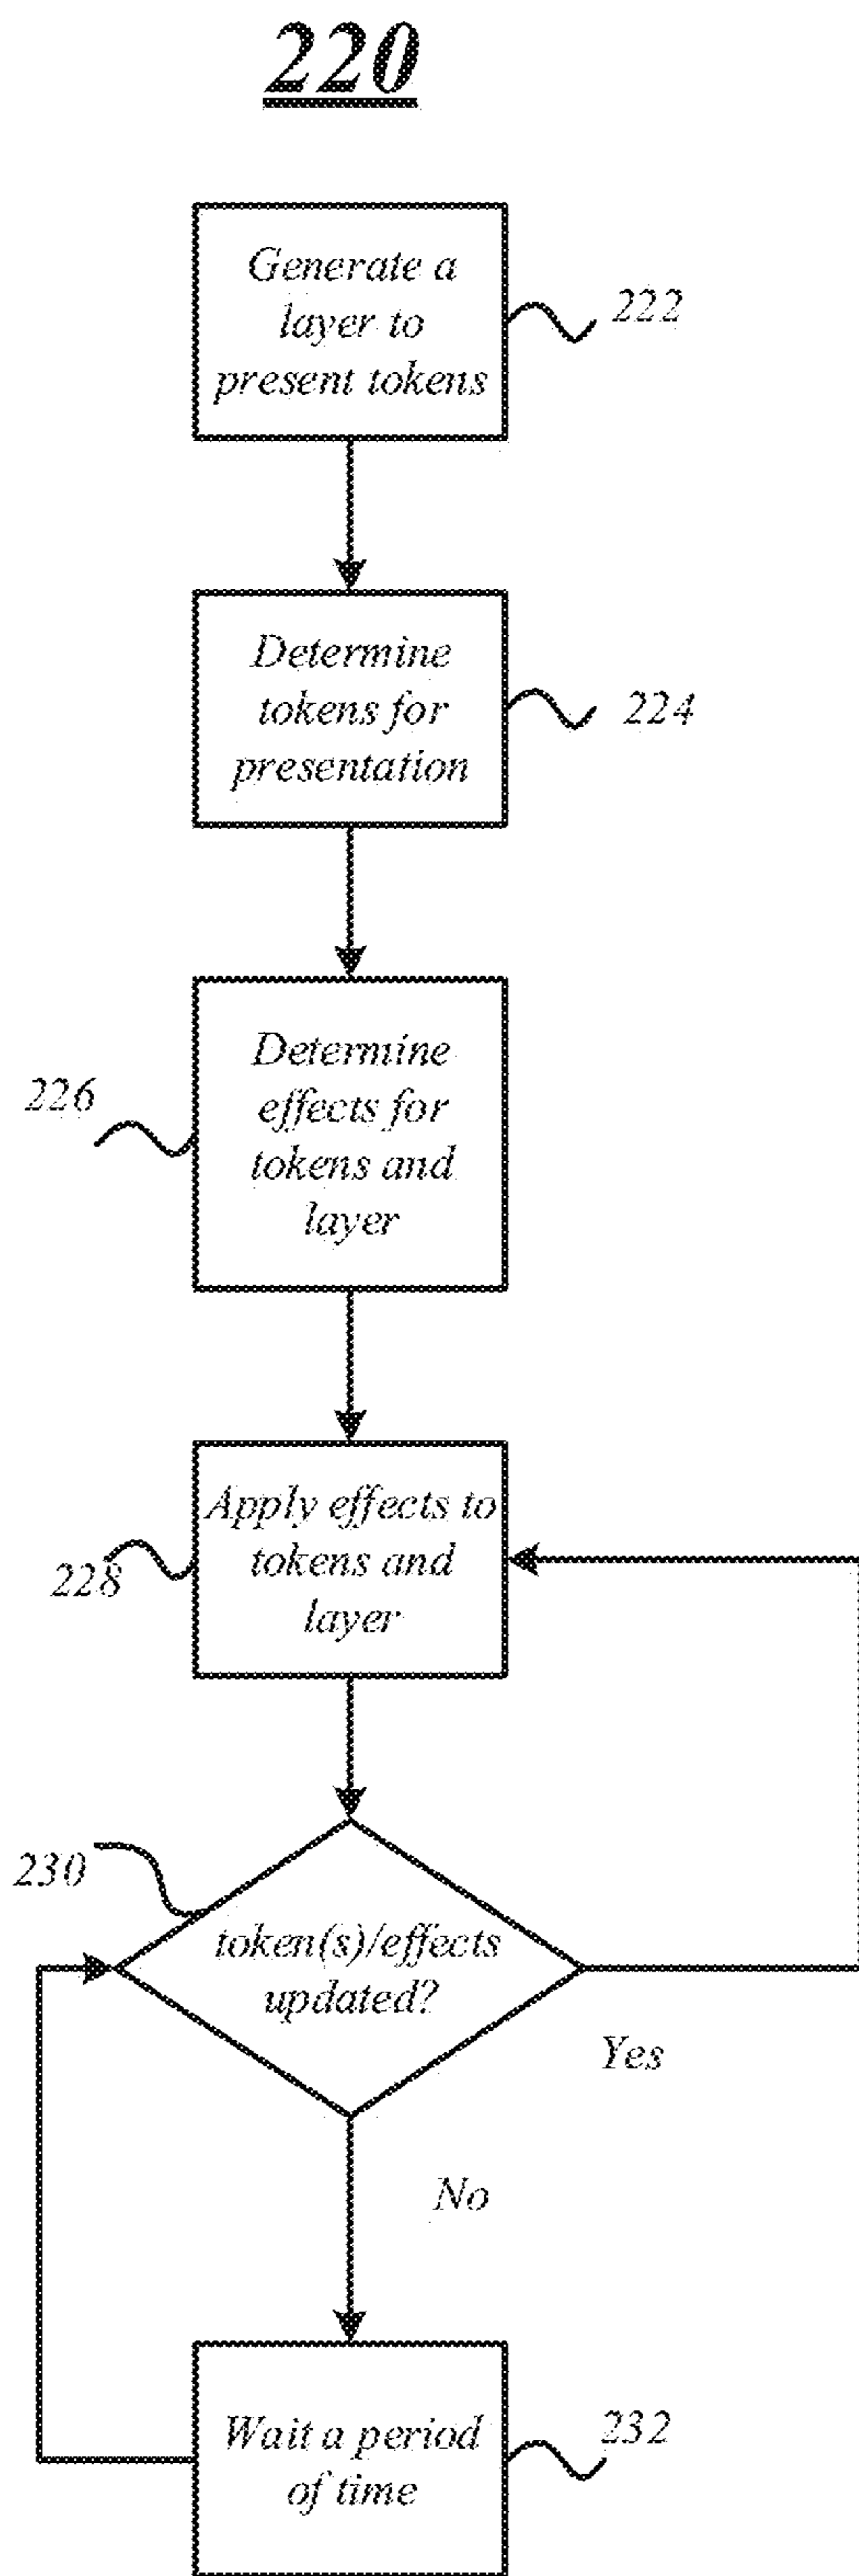 220
Generate a
layer to
present tokens
222
Determine
tokens for
presentation
224
226
Determine
effects for
tokens and
layer
228
Apply effects to
tokens and
layer
230
token(s)/effects
updated?
Yes
No
Wait a period
of time
232